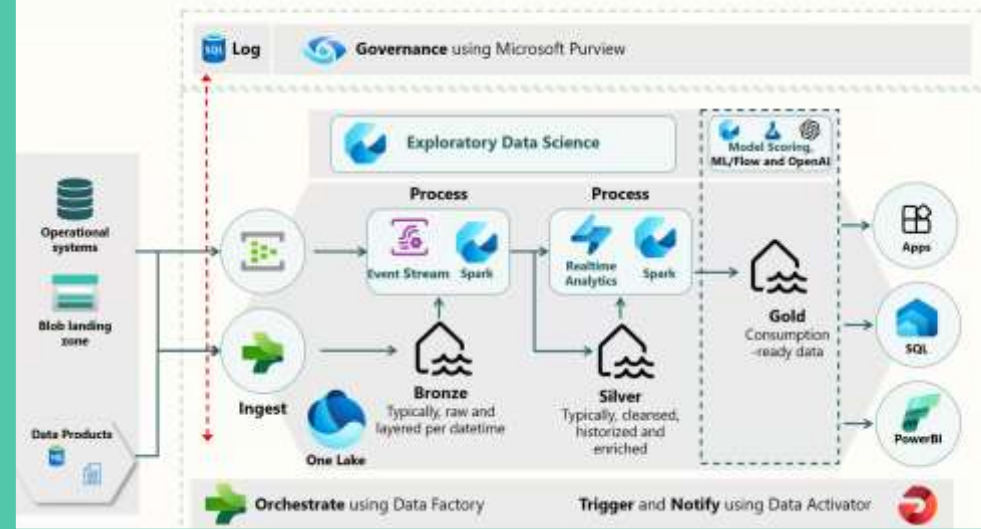 SQL Log
Governance using Microsoft Purview
Exploratory Data Science
Model Scoring,
ML/Flow and OpenAI
Process
Process
Operational
systems
Event Stream
Spark
Realtime
Analytics
Spark
Apps
Blob landing
zone
Gold
Consumption
-ready data
SQL
Ingest
Bronze
Typically, raw and
layered per datetime
Silver
Typically, cleansed,
historized and
enriched
Data Products
SQL
One Lake
PowerBI
Orchestrate using Data Factory
Trigger and Notify using Data Activator